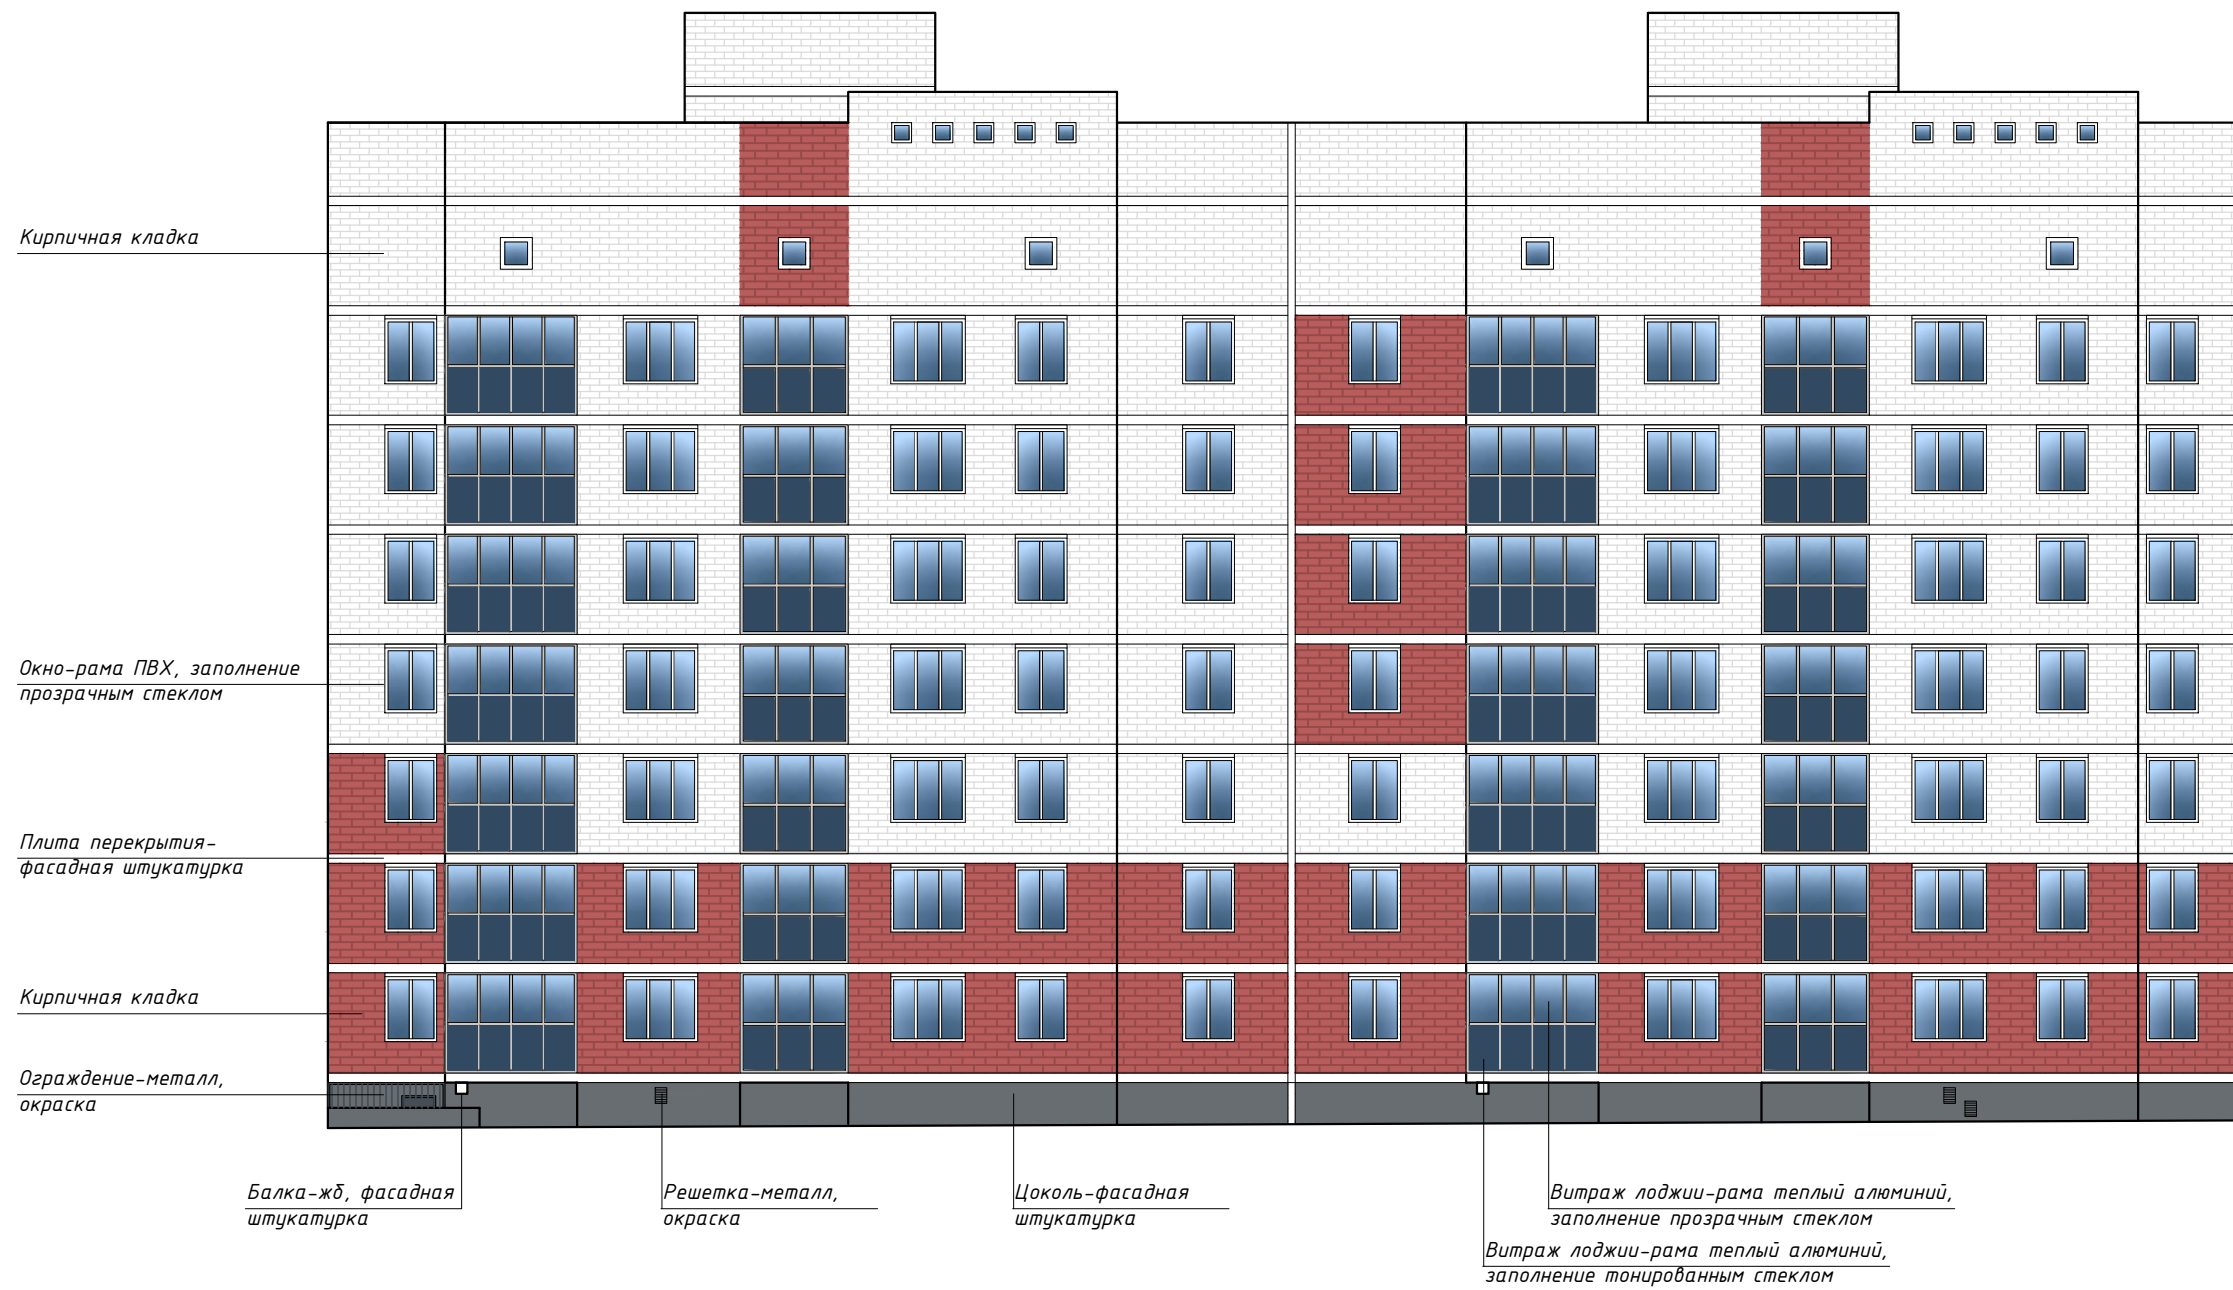 Кирпичная кладка
Окно-рама ПВХ, заполнение
прозрачным стеклом
Плита перекрытия-
фасадная штукатурка
Кирпичная кладка
Ограждение-металл,
окраска
Балка-жб, фасадная
штукатурка
Решетка-металл,
окраска
Цоколь-фасадная
штукатурка
Витраж лоджии-рама теплый алюминий,
заполнение прозрачным стеклом
Витраж лоджии-рама теплый алюминий,
заполнение тонированным стеклом